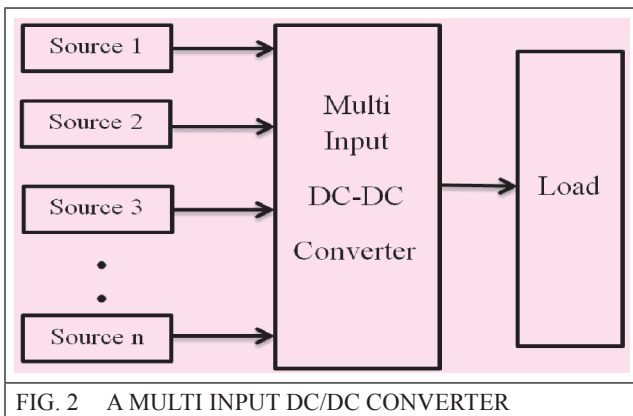 Source 1
Source 2
Source 3
Source n
Multi
Input
DC-DC
Converter
Load
FIG. 2 A MULTI INPUT DC/DC CONVERTER